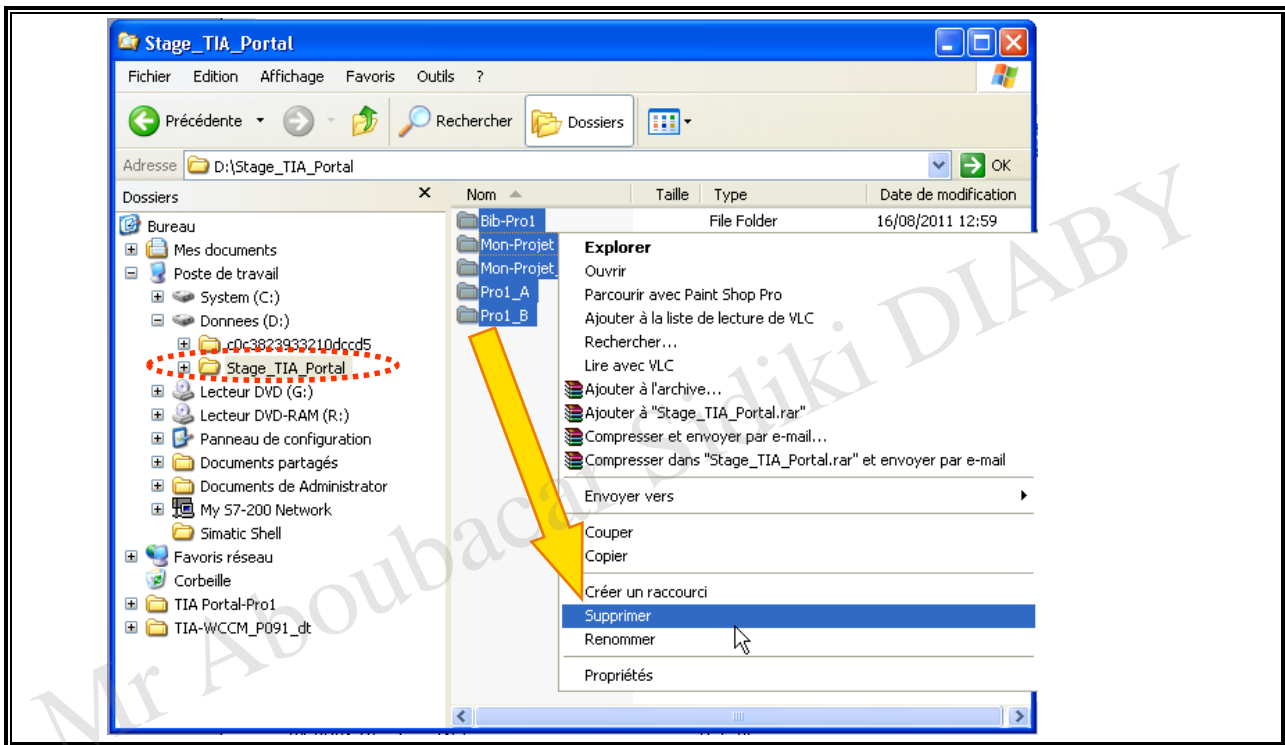 Stage_TIA_Portal
Fichier Edition Affichage Favoris Outils ?
Précédente Rechercher Dossiers
Adresse D:\Stage_TIA_Portal OK
Dossiers X
Bureau
Mes documents
Poste de travail
System (C:)
Donnees (D:)
c0c3823933210dccd5
Stage_TIA_Portal
Lecteur DVD (G:)
Lecteur DVD-RAM (R:)
Panneau de configuration
Documents partagés
Documents de Administrator
My S7-200 Network
Simatic Shell
Favoris réseau
Corbeille
TIA Portal-Pro1
TIA-WCCM_P091_dt
Nom Taille Type Date de modification
Bib-Pro1 File Folder 16/08/2011 12:59
Mon-Projet
Mon-Projet_
Pro1_A
Pro1_B
Explorer
Ouvrir
Parcourir avec Paint Shop Pro
Ajouter à la liste de lecture de VLC
Rechercher...
Lire avec VLC
Ajouter à l'archive...
Ajouter à "Stage_TIA_Portal.rar"
Compresser et envoyer par e-mail...
Compresser dans "Stage_TIA_Portal.rar" et envoyer par e-mail
Envoyer vers
Couper
Copier
Créer un raccourci
Supprimer
Renommer
Propriétés
Mr Aboubacar Sidiki DIABY